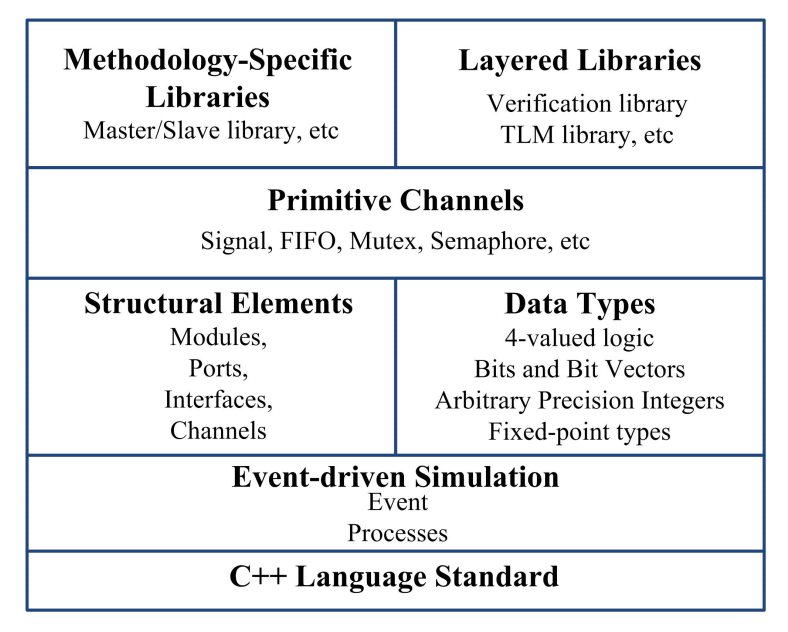 Methodology-Specific
Libraries
Master/Slave library, etc
Layered Libraries
Verification library
TLM library, etc
Primitive Channels
Signal, FIFO, Mutex, Semaphore, etc
Structural Elements
Modules,
Ports,
Interfaces,
Channels
Data Types
4-valued logic
Bits and Bit Vectors
Arbitrary Precision Integers
Fixed-point types
Event-driven Simulation
Event
Processes
C++ Language Standard